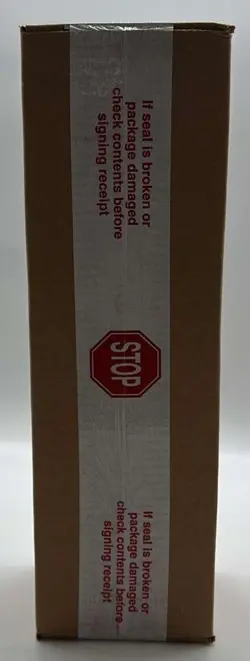 If seal is broken or
package damaged
check contents before
signing receipt
STOP
If seal is broken or
package damaged
check contents before
signing receipt